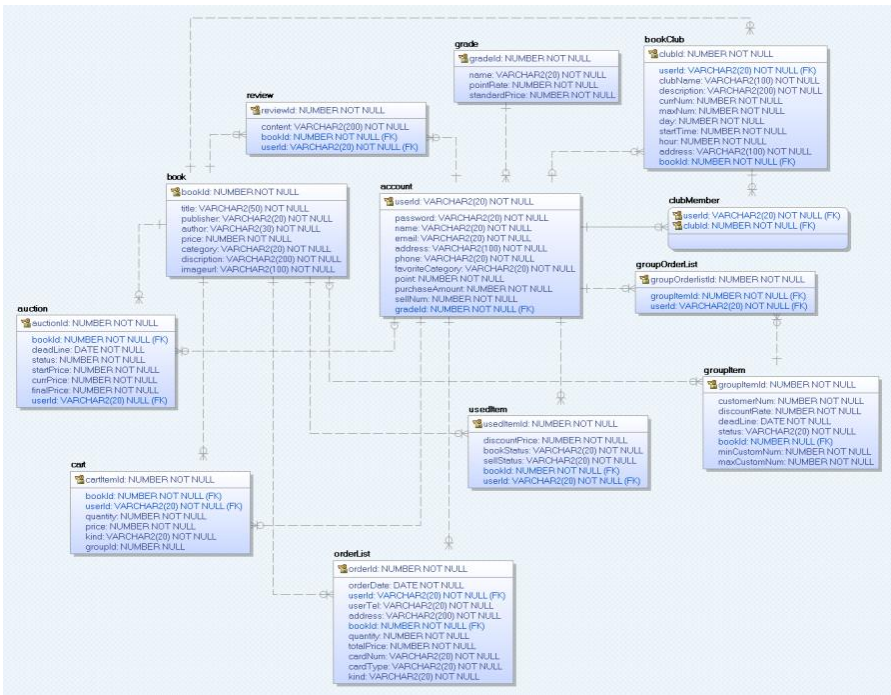 grade
gradeId: NUMBER NOT NULL
name: VARCHAR2(20) NOT NULL
pointRate: NUMBER NOT NULL
standardPrice: NUMBER NOT NULL
bookClub
clubId: NUMBER NOT NULL
userId: VARCHAR2(20) NOT NULL (FK)
clubName: VARCHAR2(100) NOT NULL
description: VARCHAR2(200) NOT NULL
currNum: NUMBER NOT NULL
maxNum: NUMBER NOT NULL
day: NUMBER NOT NULL
startTime: NUMBER NOT NULL
hour: NUMBER NOT NULL
address: VARCHAR2(100) NOT NULL
bookId: NUMBER NOT NULL (FK)
review
reviewId: NUMBER NOT NULL
content: VARCHAR2(200) NOT NULL
bookId: NUMBER NOT NULL (FK)
userId: VARCHAR2(20) NOT NULL (FK)
book
bookId: NUMBER NOT NULL
title: VARCHAR2(50) NOT NULL
publisher: VARCHAR2(20) NOT NULL
author: VARCHAR2(30) NOT NULL
price: NUMBER NOT NULL
category: VARCHAR2(20) NOT NULL
discription: VARCHAR2(200) NOT NULL
imageurl: VARCHAR2(100) NOT NULL
account
userId: VARCHAR2(20) NOT NULL
password: VARCHAR2(20) NOT NULL
name: VARCHAR2(20) NOT NULL
email: VARCHAR2(20) NOT NULL
address: VARCHAR2(100) NOT NULL
phone: VARCHAR2(20) NOT NULL
favoriteCategory: VARCHAR2(20) NOT NULL
point: NUMBER NOT NULL
purchaseAmount: NUMBER NOT NULL
sellNum: NUMBER NOT NULL
gradeId: NUMBER NOT NULL (FK)
clubMember
userId: VARCHAR2(20) NOT NULL (FK)
clubId: NUMBER NOT NULL (FK)
groupOrderList
groupOrderlistId: NUMBER NOT NULL
groupItemId: NUMBER NOT NULL (FK)
userId: VARCHAR2(20) NOT NULL (FK)
auction
auctionId: NUMBER NOT NULL
bookId: NUMBER NOT NULL (FK)
deadLine: DATE NOT NULL
status: NUMBER NOT NULL
startPrice: NUMBER NOT NULL
currPrice: NUMBER NOT NULL
finalPrice: NUMBER NOT NULL
userId: VARCHAR2(20) NULL (FK)
groupItem
groupItemId: NUMBER NOT NULL
customerNum: NUMBER NOT NULL
discountRate: NUMBER NOT NULL
deadLine: DATE NOT NULL
status: VARCHAR2(20) NOT NULL
bookId: NUMBER NULL (FK)
minCustomNum: NUMBER NOT NULL
maxCustomNum: NUMBER NOT NULL
usedItem
usedItemId: NUMBER NOT NULL
discountPrice: NUMBER NOT NULL
bookStatus: VARCHAR2(20) NOT NULL
sellStatus: VARCHAR2(20) NOT NULL
bookId: NUMBER NOT NULL (FK)
userId: VARCHAR2(20) NOT NULL (FK)
cart
cartItemId: NUMBER NOT NULL
bookId: NUMBER NOT NULL (FK)
userId: VARCHAR2(20) NOT NULL (FK)
quantity: NUMBER NOT NULL
price: NUMBER NOT NULL
kind: VARCHAR2(20) NOT NULL
groupId: NUMBER NULL
orderList
orderId: NUMBER NOT NULL
orderDate: DATE NOT NULL
userId: VARCHAR2(20) NOT NULL (FK)
userTel: VARCHAR2(20) NOT NULL
address: VARCHAR2(200) NOT NULL
bookId: NUMBER NOT NULL (FK)
quantity: NUMBER NOT NULL
totalPrice: NUMBER NOT NULL
cardNum: VARCHAR2(20) NOT NULL
cardType: VARCHAR2(20) NOT NULL
kind: VARCHAR2(20) NOT NULL